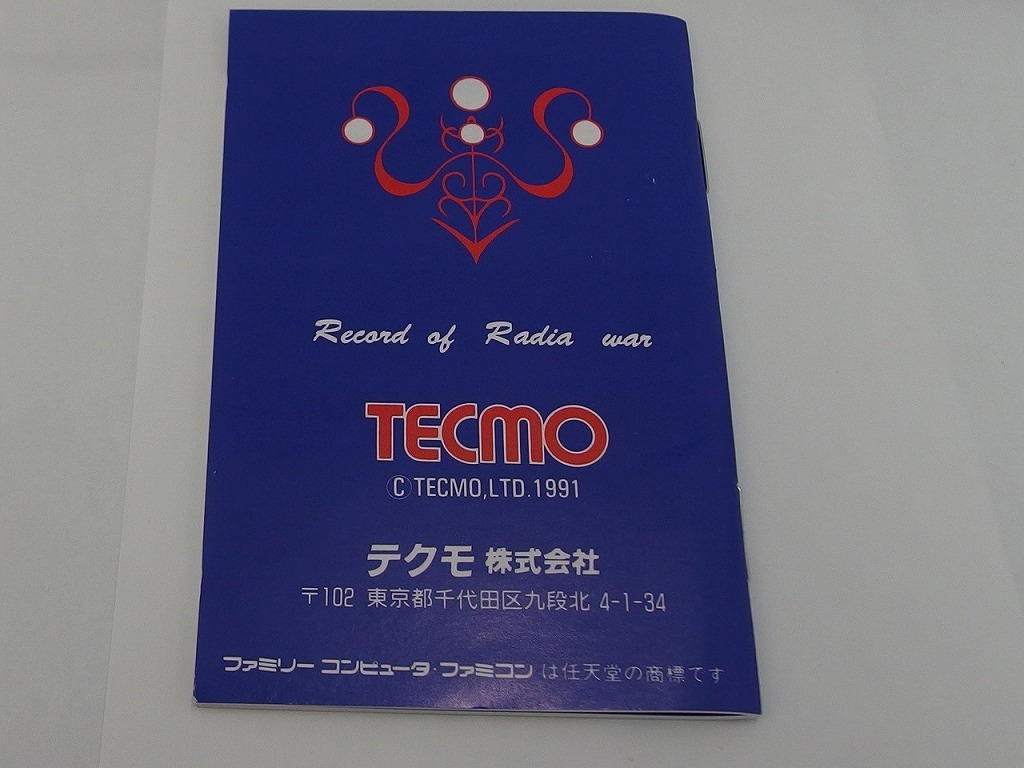 Record of Radia war
TECMO
ⒸTECMO,LTD.1991
テクモ株式会社
〒102 東京都千代田区九段北 4-1-34
ファミリーコンピュータ・ファミコンは任天堂の商標です